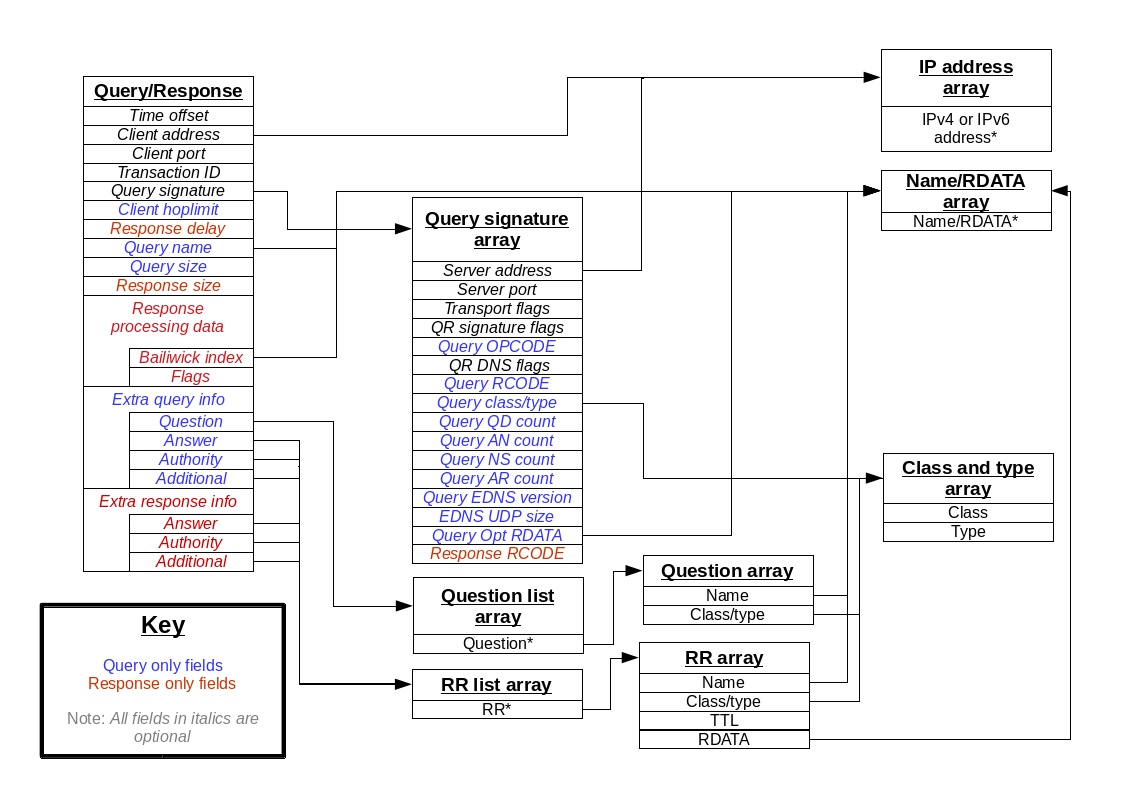 Query/Response
Time offset
Client address
Client port
Transaction ID
Query signature
Client hoplimit
Response delay
Query name
Query size
Response size
Response
processing data
Bailiwick index
Flags
Extra query info
Question
Answer
Authority
Additional
Extra response info
Answer
Authority
Additional
Key
Query only fields
Response only fields
Note: All fields in italics are
optional
Query signature
array
Server address
Server port
Transport flags
QR signature flags
Query OPCODE
QR DNS flags
Query RCODE
Query class/type
Query QD count
Query AN count
Query NS count
Query AR count
Query EDNS version
EDNS UDP size
Query Opt RDATA
Response RCODE
Question list
array
Question*
RR list array
RR*
Question array
Name
Class/type
RR array
Name
Class/type
TTL
RDATA
IP address
array
IPv4 or IPv6
address*
Name/RDATA
array
Name/RDATA*
Class and type
array
Class
Type